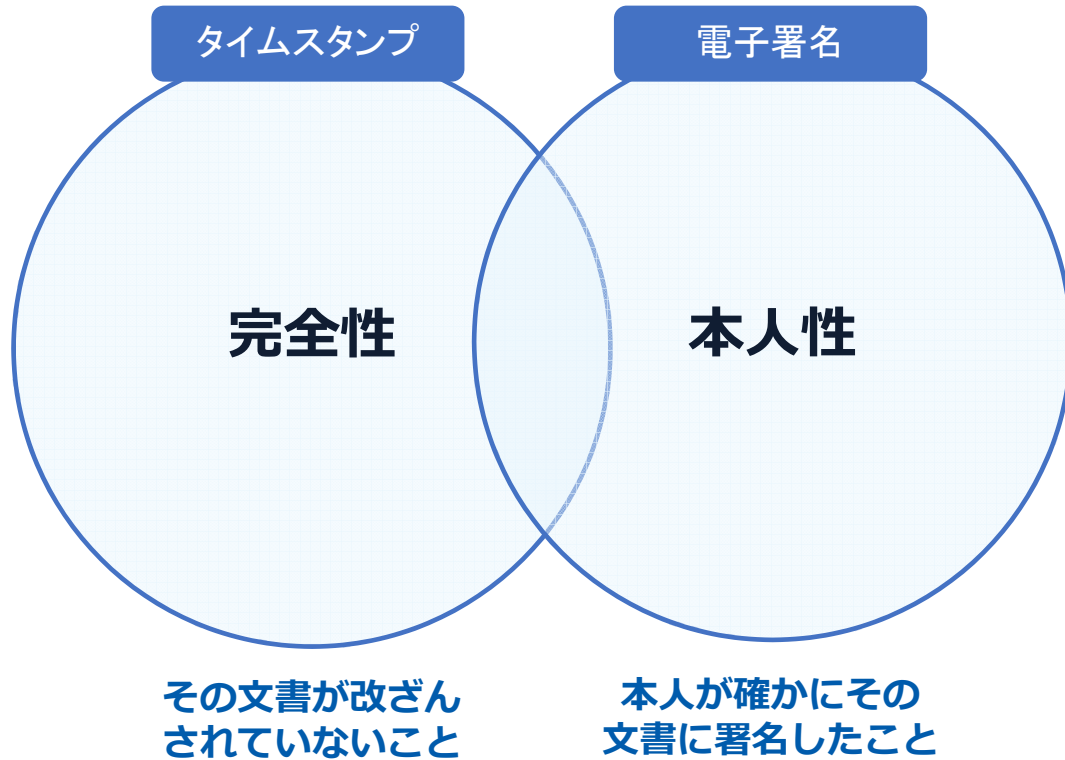 タイムスタンプ
電子署名
完全性
本人性
その文書が改ざん
されていないこと
本人が確かにその
文書に署名したこと